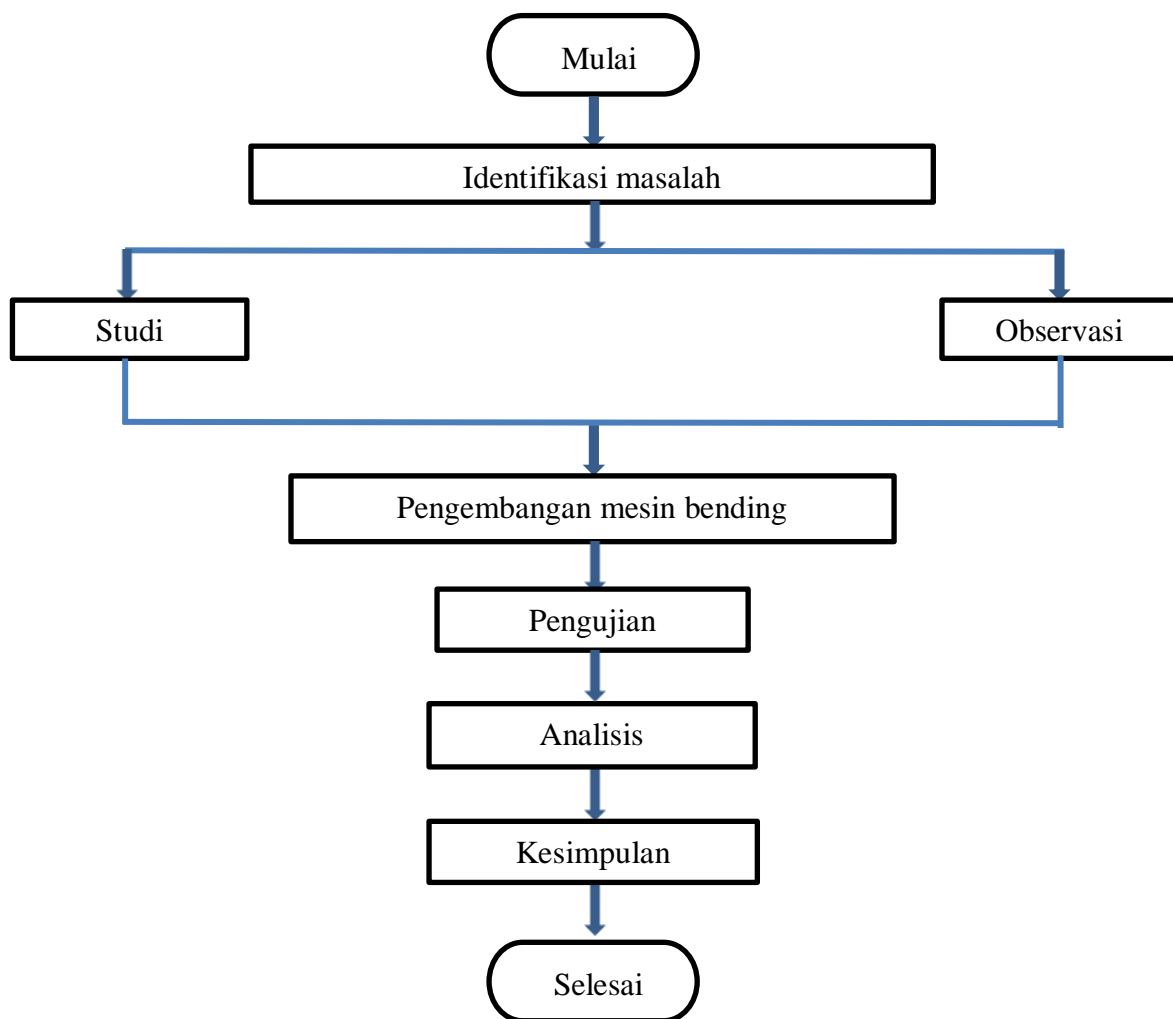 Mulai
Identifikasi masalah
Studi
Observasi
Pengembangan mesin bending
Pengujian
Analisis
Kesimpulan
Selesai